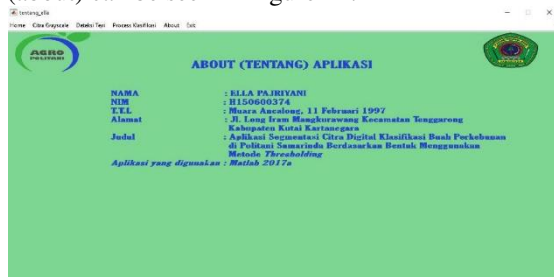 tentang_ella
Home Citra Grayscale Deteksi Tepi Process Klasifikasi About Exit
AGRO
POLITANI
ABOUT (TENTANG) APLIKASI
NAMA : ELLA PAJRIYANI
NIM : H150600374
T.T.L : Muara Ancalong, 11 Februari 1997
Alamat : Jl. Long Iram Mangkurawang Kecamatan Tenggarong
Kabupaten Kutai Kartanegara
Judul : Aplikasi Segmentasi Citra Digital Klasifikasi Buah Perkebunan
di Politani Samarinda Berdasarkan Bentuk Menggunakan
Metode Thresholding
Aplikasi yang digunakan : Matlab 2017a